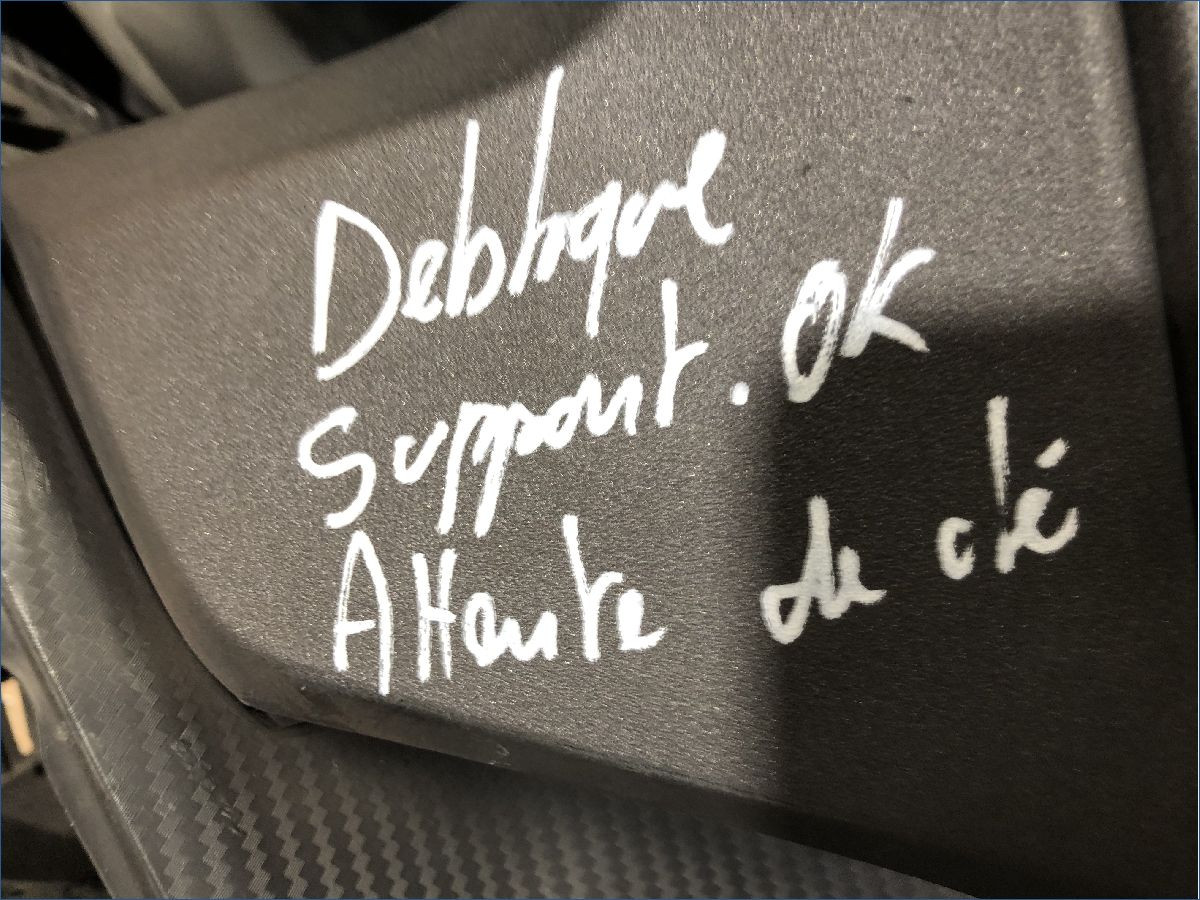 Debloque
Support. OK
Attente de clé